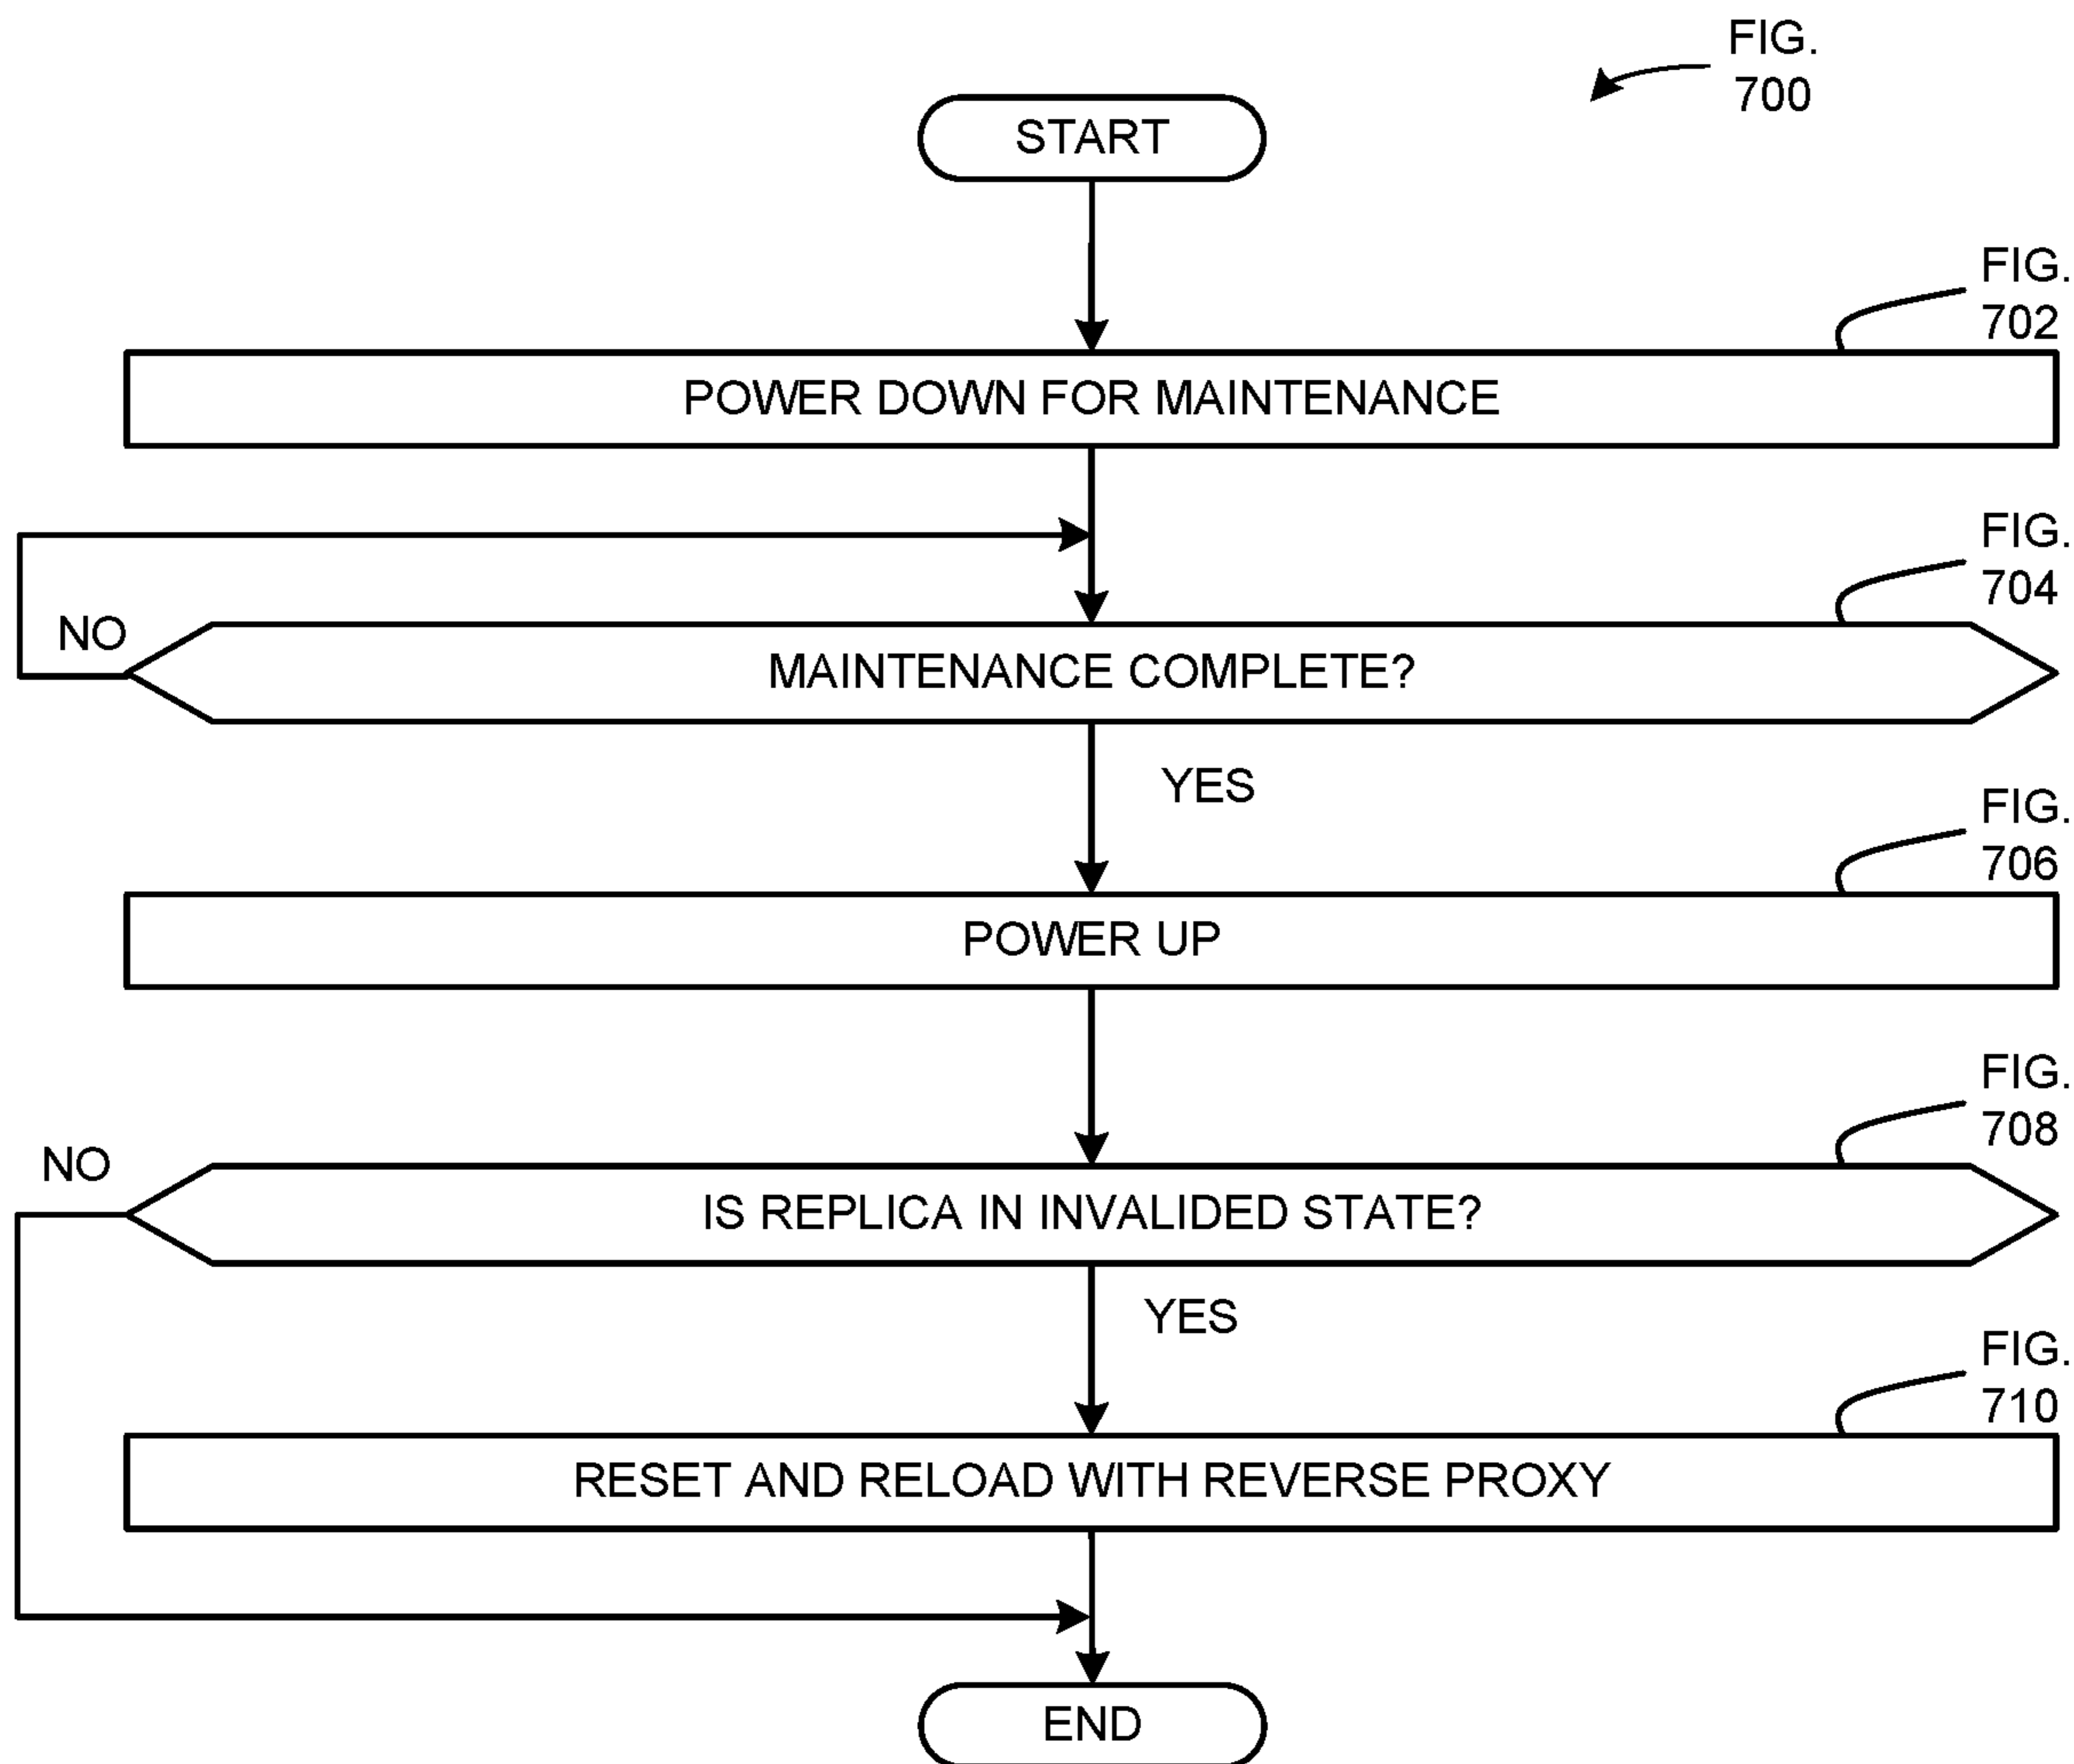 FIG.
700
START
FIG.
702
POWER DOWN FOR MAINTENANCE
FIG.
704
NO
MAINTENANCE COMPLETE?
YES
FIG.
706
POWER UP
FIG.
708
NO
IS REPLICA IN INVALIDED STATE?
YES
FIG.
710
RESET AND RELOAD WITH REVERSE PROXY
END